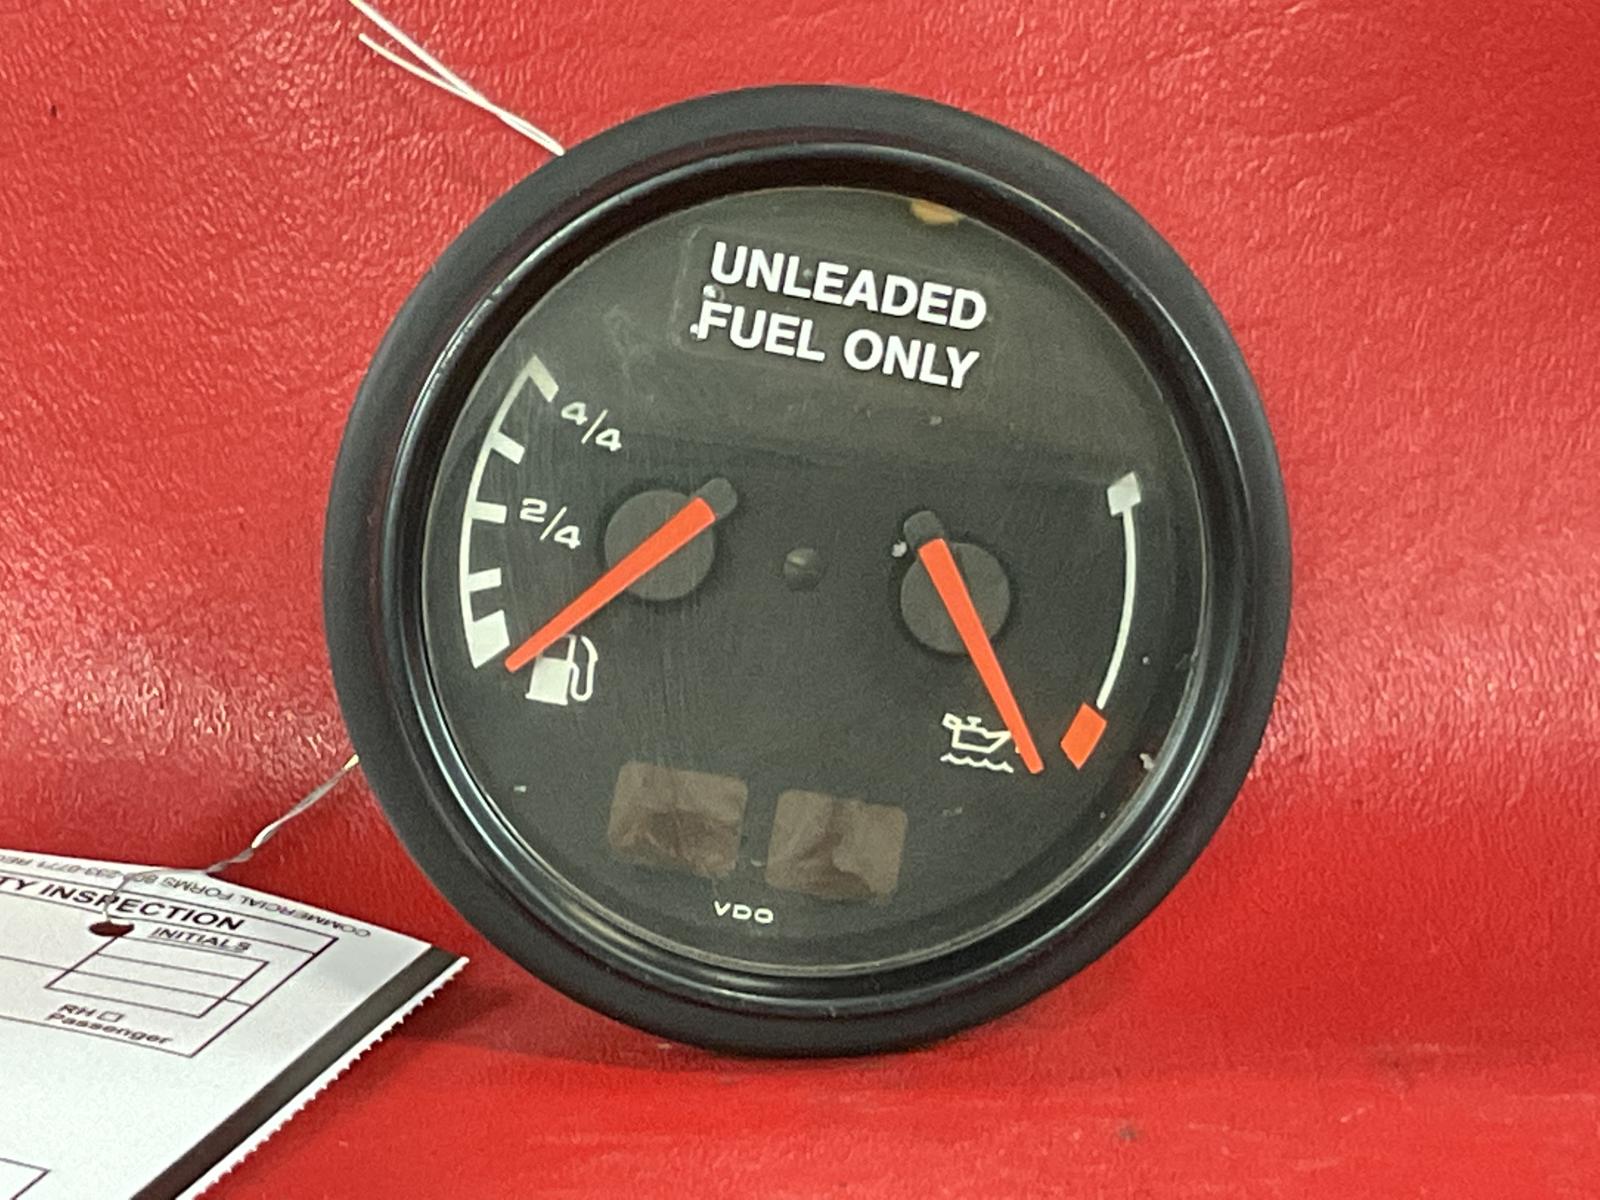 UNLEADED
FUEL ONLY
4/4
2/4
VDO
TY INSPECTION
INITIALS
RH
Passenger
COMMERCIAL FORMS